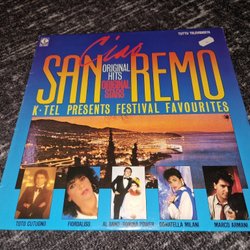 TUTTO TELEVISIVI
Ciao
SAN REMO
ORIGINAL
HITS
ORIGINAL
STARS
K-TEL PRESENTS FESTIVAL FAVOURITES
TOTO CUTUGNO
FIORDALISO
AL BANO-ROMINA POWER
DONATELLA MILANI
MARCO ARMANI